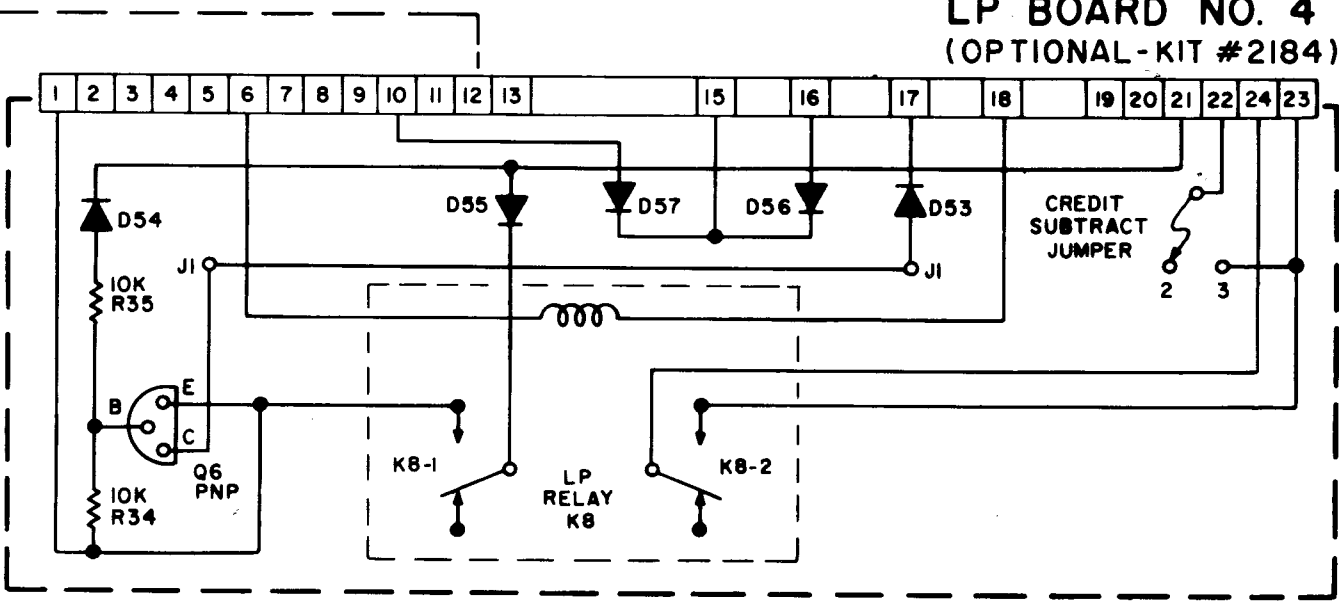 LP BOARD NO. 4
(OPTIONAL-KIT #2184)
1 2 3 4 5 6 7 8 9 10 11 12 13 15 16 17 18 19 20 21 22 24 23
D54
D55
D57
D56
D53
CREDIT
SUBTRACT
JUMPER
J1
J1
2
3
10K
R35
B
E
C
Q6
PNP
K8-1
LP
RELAY
K8
K8-2
10K
R34